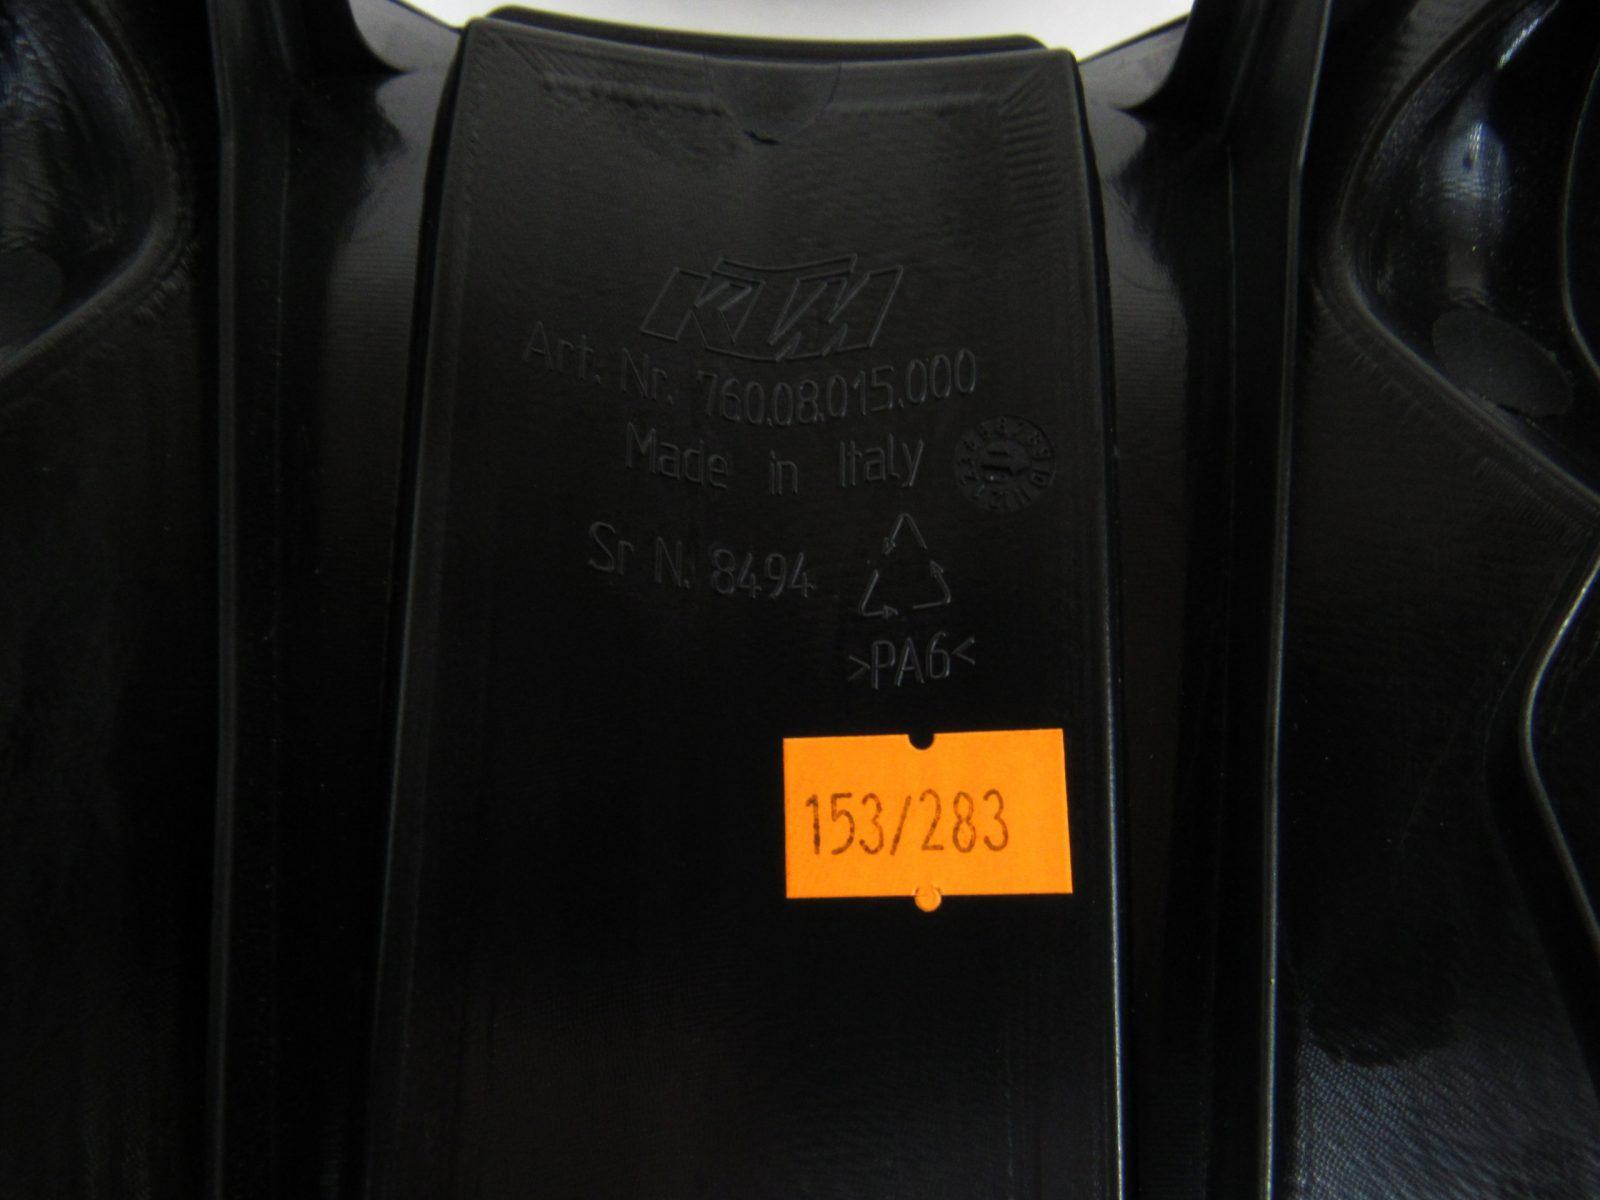 KTM
Art. Nr. 760.08.015.000
Made in Italy
Sr N. 8494
>PA6<
153/283